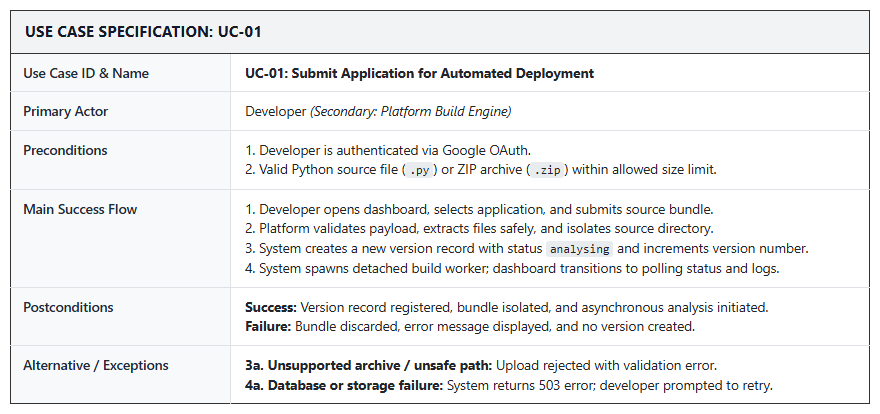 USE CASE SPECIFICATION: UC-01
Use Case ID & Name
UC-01: Submit Application for Automated Deployment
Primary Actor
Developer (Secondary: Platform Build Engine)
Preconditions
1. Developer is authenticated via Google OAuth.
2. Valid Python source file ( .py ) or ZIP archive ( .zip ) within allowed size limit.
Main Success Flow
1. Developer opens dashboard, selects application, and submits source bundle.
2. Platform validates payload, extracts files safely, and isolates source directory.
3. System creates a new version record with status analysing and increments version number.
4. System spawns detached build worker; dashboard transitions to polling status and logs.
Postconditions
Success: Version record registered, bundle isolated, and asynchronous analysis initiated.
Failure: Bundle discarded, error message displayed, and no version created.
Alternative / Exceptions
3a. Unsupported archive / unsafe path: Upload rejected with validation error.
4a. Database or storage failure: System returns 503 error; developer prompted to retry.